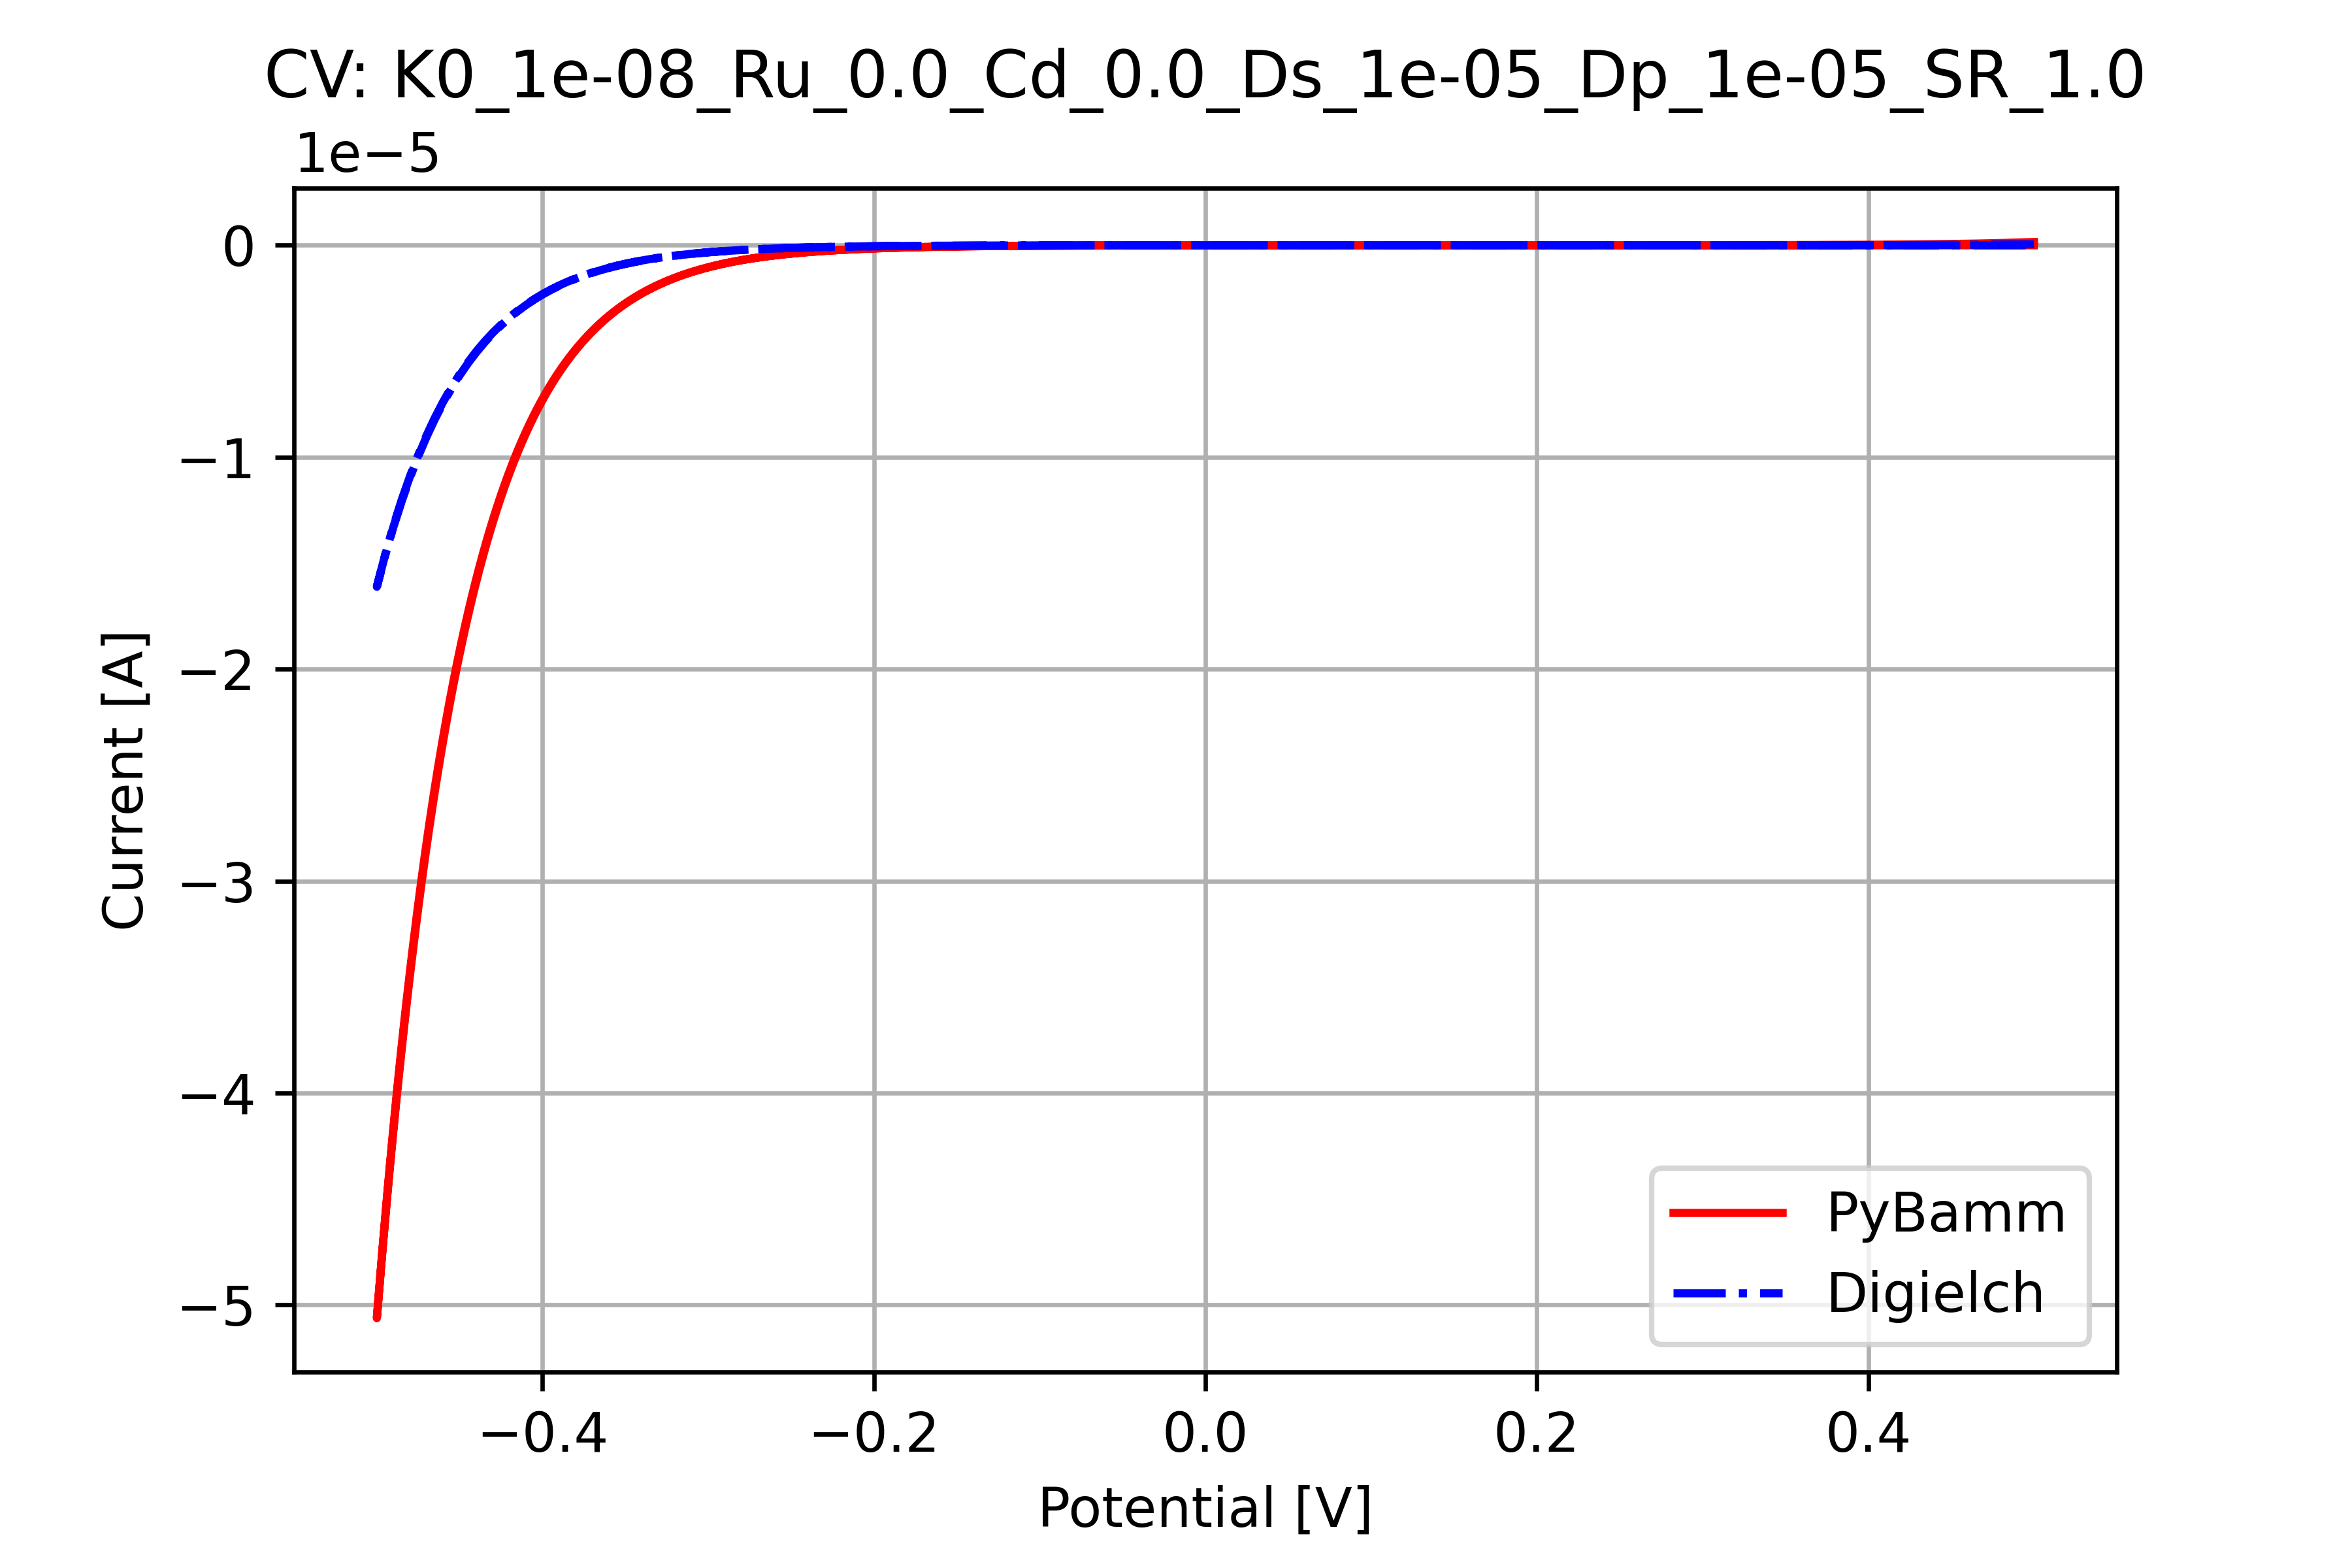 CV: K0_1e-08_Ru_0.0_Cd_0.0_Ds_1e-05_Dp_1e-05_SR_1.0
1e−5
0
−1
−2
−3
−4
−5
Current [A]
−0.4
−0.2
0.0
0.2
0.4
Potential [V]
PyBamm
Digielch